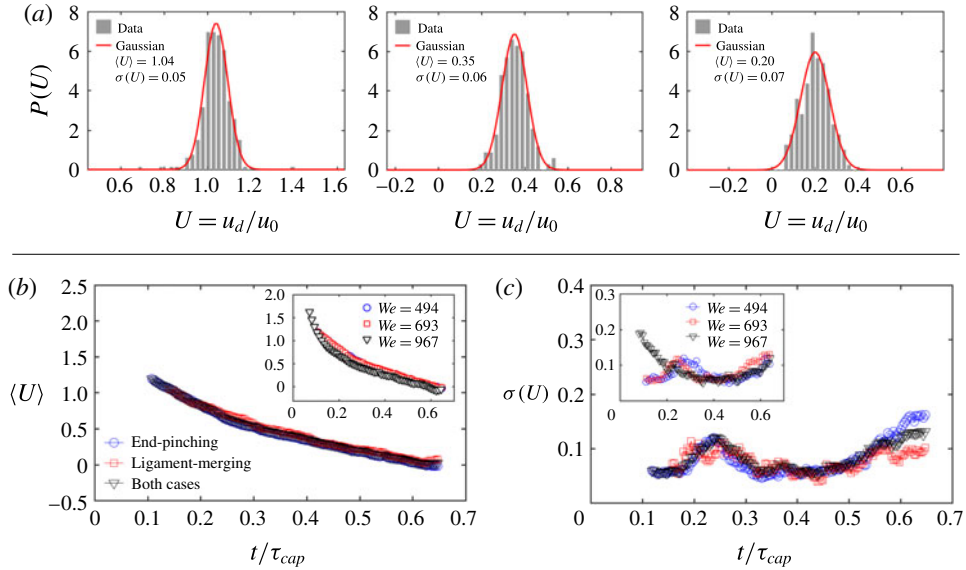 (a)
P(U)
8
6
4
2
0
Data
Gaussian
⟨U⟩ = 1.04
σ(U) = 0.05
0.6 0.8 1.0 1.2 1.4 1.6
U = u_d/u_0
8
6
4
2
0
Data
Gaussian
⟨U⟩ = 0.35
σ(U) = 0.06
−0.2 0 0.2 0.4 0.6 0.8
U = u_d/u_0
8
6
4
2
0
Data
Gaussian
⟨U⟩ = 0.20
σ(U) = 0.07
−0.2 0 0.2 0.4 0.6
U = u_d/u_0
(b)
⟨U⟩
2.5
2.0
1.5
1.0
0.5
0
−0.5
End-pinching
Ligament-merging
Both cases
0 0.1 0.2 0.3 0.4 0.5 0.6 0.7
t/τ_cap
2.0
1.5
1.0
0.5
0
We = 494
We = 693
We = 967
0 0.2 0.4 0.6
(c)
σ(U)
0.4
0.3
0.2
0.1
0 0.1 0.2 0.3 0.4 0.5 0.6 0.7
t/τ_cap
0.3
0.2
0.1
We = 494
We = 693
We = 967
0 0.2 0.4 0.6